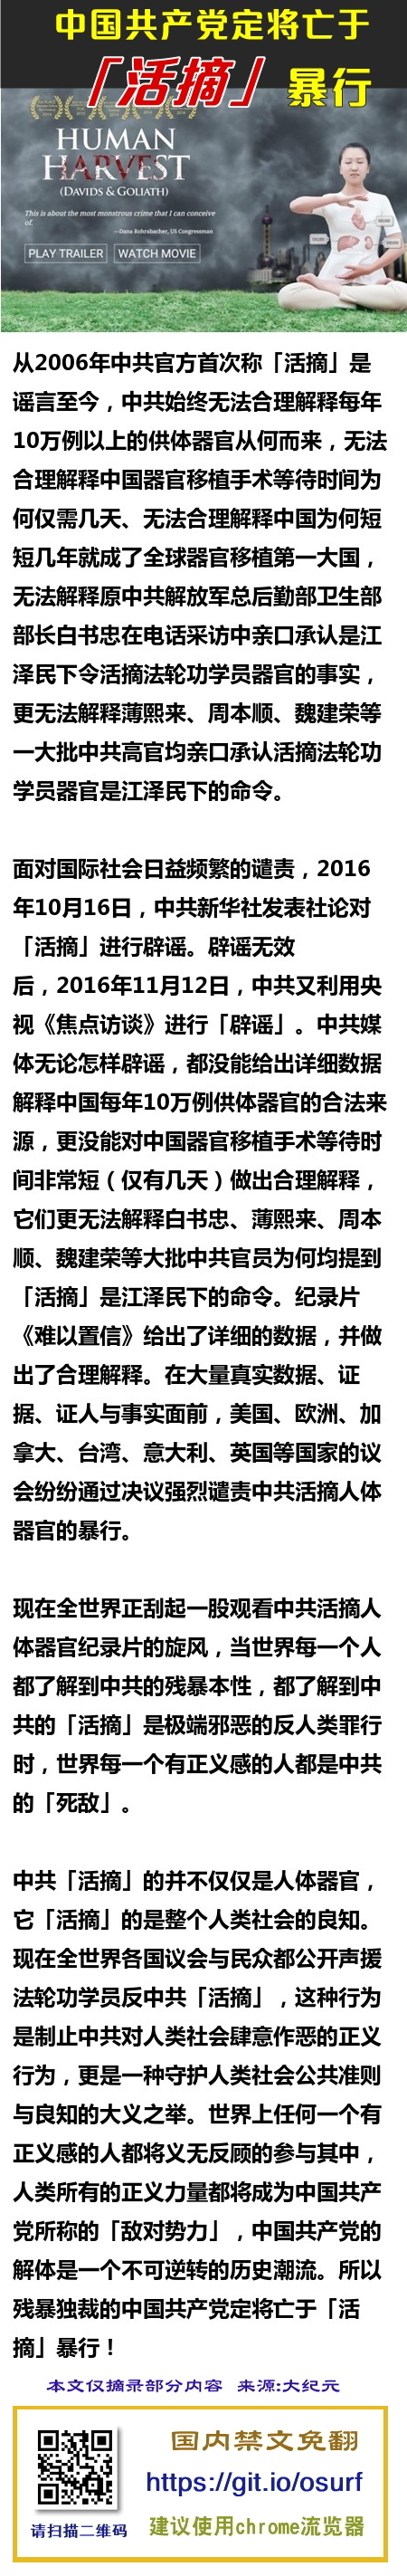 中国共产党定将亡于
「活摘」暴行
HUMAN
HARVEST
(DAVIDS & GOLIATH)
This is about the most monstrous crime that I can conceive
of.
—Dana Rohrabacher, US Congressman
PLAY TRAILER WATCH MOVIE
从2006年中共官方首次称「活摘」是
谣言至今，中共始终无法合理解释每年
10万例以上的供体器官从何而来，无法
合理解释中国器官移植手术等待时间为
何仅需几天、无法合理解释中国为何短
短几年就成了全球器官移植第一大国，
无法解释原中共解放军总后勤部卫生部
部长白书忠在电话采访中亲口承认是江
泽民下令活摘法轮功学员器官的事实，
更无法解释薄熙来、周本顺、魏建荣等
一大批中共高官均亲口承认活摘法轮功
学员器官是江泽民下的命令。
面对国际社会日益频繁的谴责，2016
年10月16日，中共新华社发表社论对
「活摘」进行辟谣。辟谣无效
后，2016年11月12日，中共又利用央
视《焦点访谈》进行「辟谣」。中共媒
体无论怎样辟谣，都没能给出详细数据
解释中国每年10万例供体器官的合法来
源，更没能对中国器官移植手术等待时
间非常短（仅有几天）做出合理解释，
它们更无法解释白书忠、薄熙来、周本
顺、魏建荣等大批中共官员为何均提到
「活摘」是江泽民下的命令。纪录片
《难以置信》给出了详细的数据，并做
出了合理解释。在大量真实数据、证
据、证人与事实面前，美国、欧洲、加
拿大、台湾、意大利、英国等国家的议
会纷纷通过决议强烈谴责中共活摘人体
器官的暴行。
现在全世界正刮起一股观看中共活摘人
体器官纪录片的旋风，当世界每一个人
都了解到中共的残暴本性，都了解到中
共的「活摘」是极端邪恶的反人类罪行
时，世界每一个有正义感的人都是中共
的「死敌」。
中共「活摘」的并不仅仅是人体器官，
它「活摘」的是整个人类社会的良知。
现在全世界各国议会与民众都公开声援
法轮功学员反中共「活摘」，这种行为
是制止中共对人类社会肆意作恶的正义
行为，更是一种守护人类社会公共准则
与良知的大义之举。世界上任何一个有
正义感的人都将义无反顾的参与其中，
人类所有的正义力量都将成为中国共产
党所称的「敌对势力」，中国共产党的
解体是一个不可逆转的历史潮流。所以
残暴独裁的中国共产党定将亡于「活
摘」暴行！
本文仅摘录部分内容 来源:大纪元
国内禁文免翻
https://git.io/osurf
请扫描二维码
建议使用chrome流览器